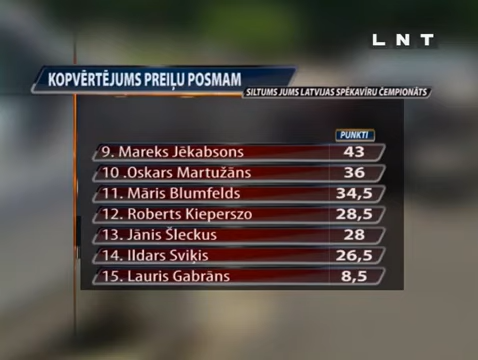 LNT
KOPVĒRTĒJUMS PREIĻU POSMAM
SILTUMS JUMS LATVIJAS SPĒKAVĪRU ČEMPIONĀTS
PUNKTI
9. Mareks Jēkabsons 43
10 .Oskars Martužāns 36
11. Māris Blumfelds 34,5
12. Roberts Kieperszo 28,5
13. Jānis Šleckus 28
14. Ildars Sviķis 26,5
15. Lauris Gabrāns 8,5